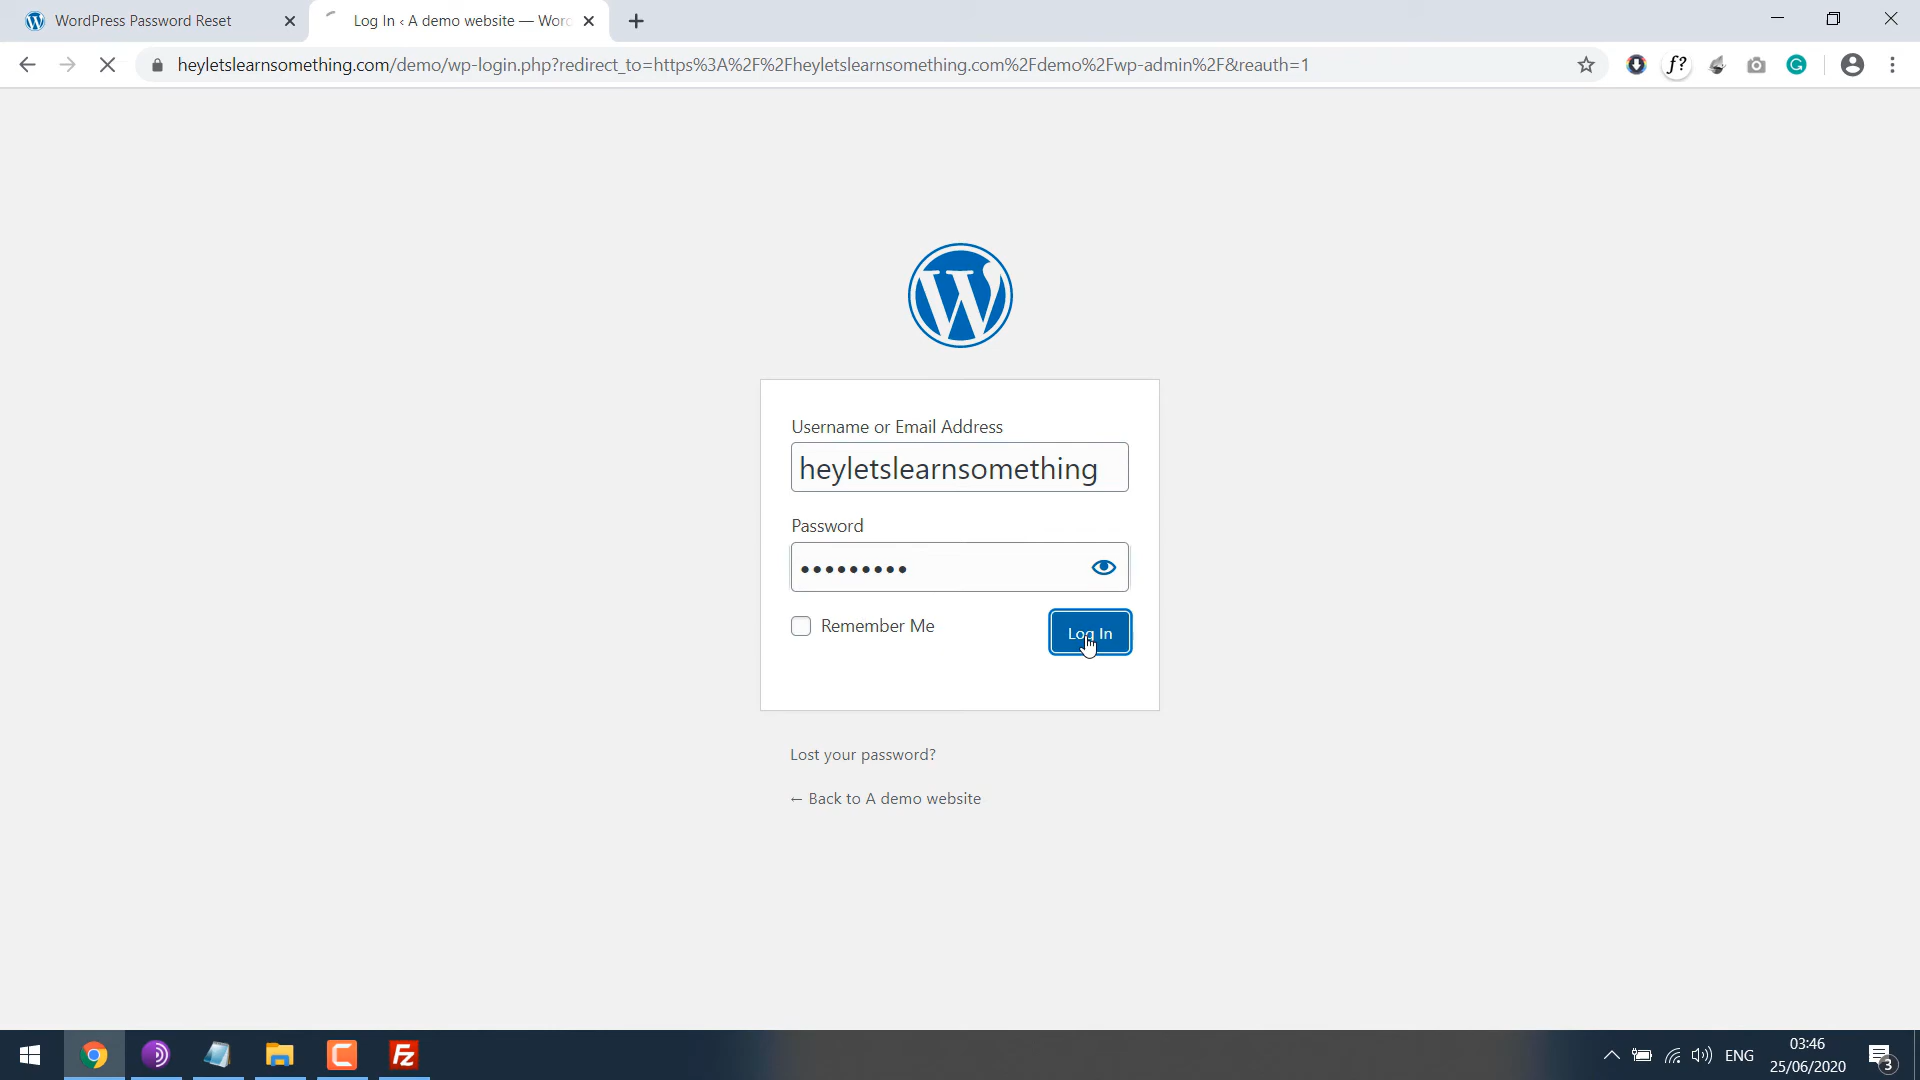 WordPress Password Reset
Log In ‹ A demo website — Worc
heyletslearnsomething.com/demo/wp-login.php?redirect_to=https%3A%2F%2Fheyletslearnsomething.com%2Fdemo%2Fwp-admin%2F&reauth=1
f?
Username or Email Address
heyletslearnsomething
Password
•••••••••
Remember Me
Log In
Lost your password?
← Back to A demo website
ENG
03:46
25/06/2020
3